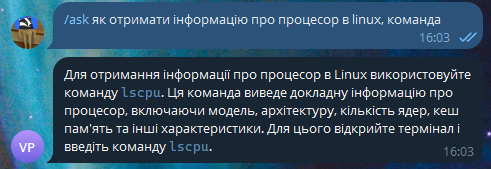 /ask як отримати інформацію про процесор в linux, команда
16:03
Для отримання інформації про процесор в Linux використовуйте
команду lscpu. Ця команда виведе докладну інформацію про
процесор, включаючи модель, архітектуру, кількість ядер, кеш
пам'ять та інші характеристики. Для цього відкрийте термінал і
введіть команду lscpu.
VP
16:03